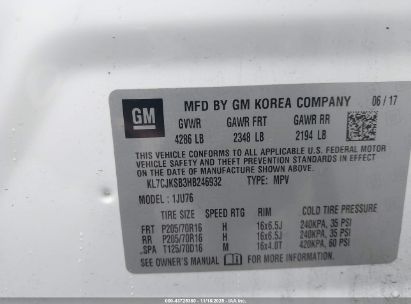 GM
MFD BY GM KOREA COMPANY 06/17
GVWR GAWR FRT GAWR RR
4286 LB 2348 LB 2194 LB
THIS VEHICLE CONFORMS TO ALL APPLICABLE U.S. FEDERAL MOTOR
VEHICLE SAFETY AND THEFT PREVENTION STANDARDS IN EFFECT
ON THE DATE OF MANUFACTURE SHOWN ABOVE.
KL7CJKSB3HB246932 TYPE: MPV
MODEL: 1JU76
TIRE SIZE SPEED RTG RIM COLD TIRE PRESSURE
FRT P205/70R16 H 16x6.5J 240KPA, 35 PSI
RR P205/70R16 H 16x6.5J 240KPA, 35 PSI
SPA T125/70D16 M 16x4.0T 420KPA, 60 PSI
SEE OWNER'S MANUAL FOR MORE INFORMATION.